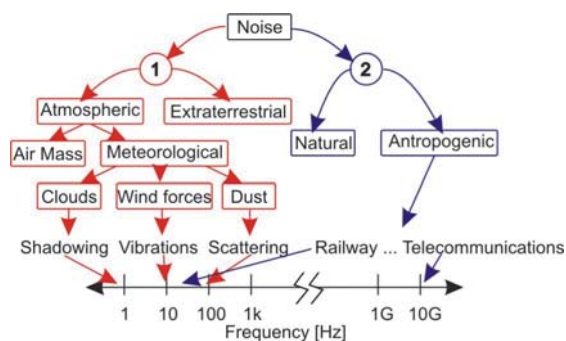 Noise
1
2
Atmospheric
Extraterrestrial
Air Mass
Meteorological
Natural
Antropogenic
Clouds
Wind forces
Dust
Shadowing
Vibrations
Scattering
Railway ... Telecommunications
1
10
100
1k
1G
10G
Frequency [Hz]